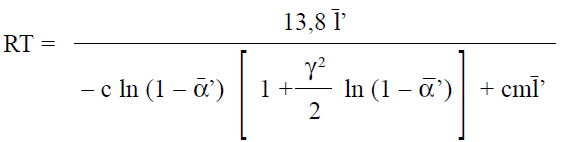 RT = 13,8 l̄’
– c ln (1 – ᾱ’) [ 1 + γ²/2 ln (1 – ᾱ’) ] + cml̄’